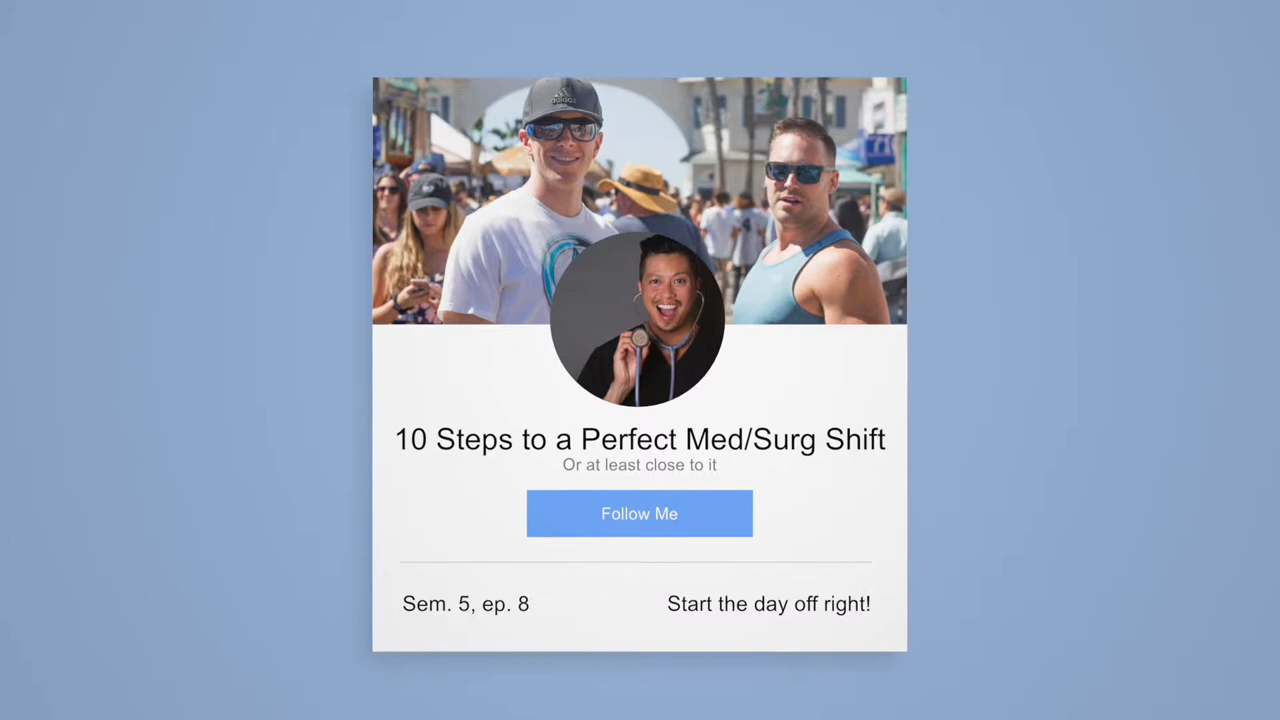 adidas
10 Steps to a Perfect Med/Surg Shift
Or at least close to it
Follow Me
Sem. 5, ep. 8
Start the day off right!